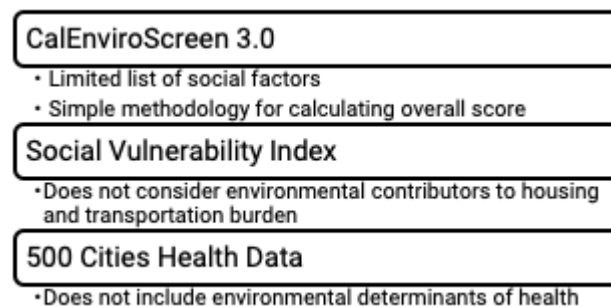 CalEnviroScreen 3.0
• Limited list of social factors
• Simple methodology for calculating overall score
Social Vulnerability Index
•Does not consider environmental contributors to housing
and transportation burden
500 Cities Health Data
•Does not include environmental determinants of health